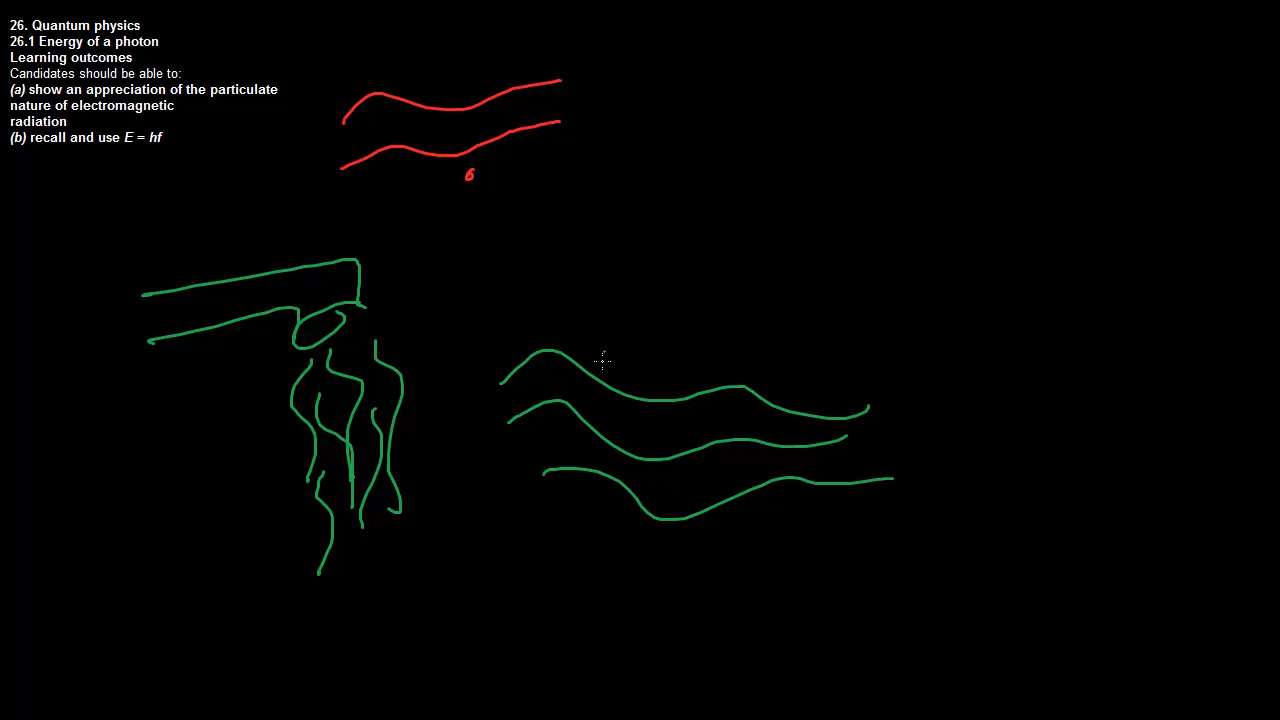 26. Quantum physics
26.1 Energy of a photon
Learning outcomes
Candidates should be able to:
(a) show an appreciation of the particulate
nature of electromagnetic
radiation
(b) recall and use E = hf